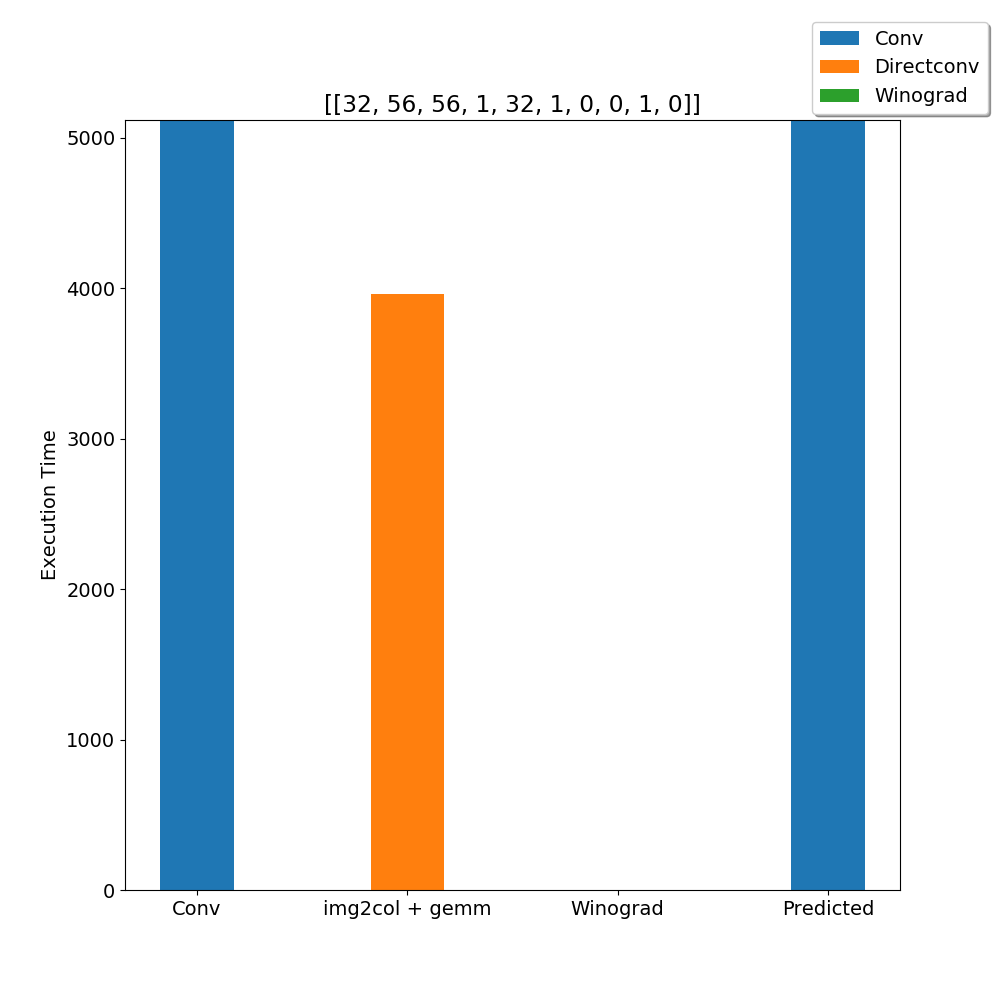 Conv
Directconv
Winograd
[[32, 56, 56, 1, 32, 1, 0, 0, 1, 0]]
5000
4000
3000
2000
1000
0
Execution Time
Conv
img2col + gemm
Winograd
Predicted